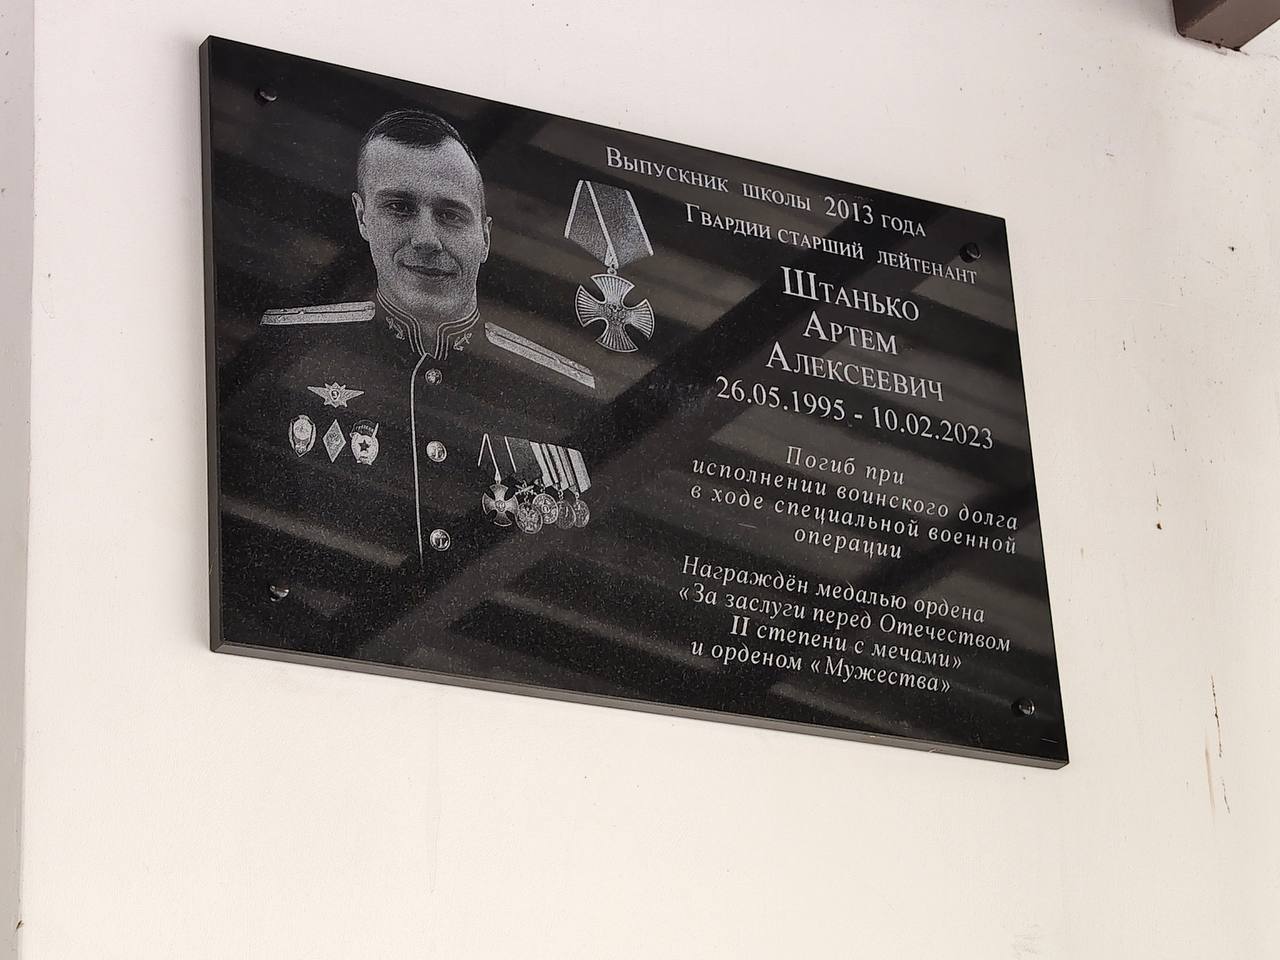 Выпускник школы 2013 года
Гвардии старший лейтенант
Штанько
Артем
Алексеевич
26.05.1995 - 10.02.2023
Погиб при
исполнении воинского долга
в ходе специальной военной
операции
Награждён медалью ордена
«За заслуги перед Отечеством
II степени с мечами»
и орденом «Мужества»